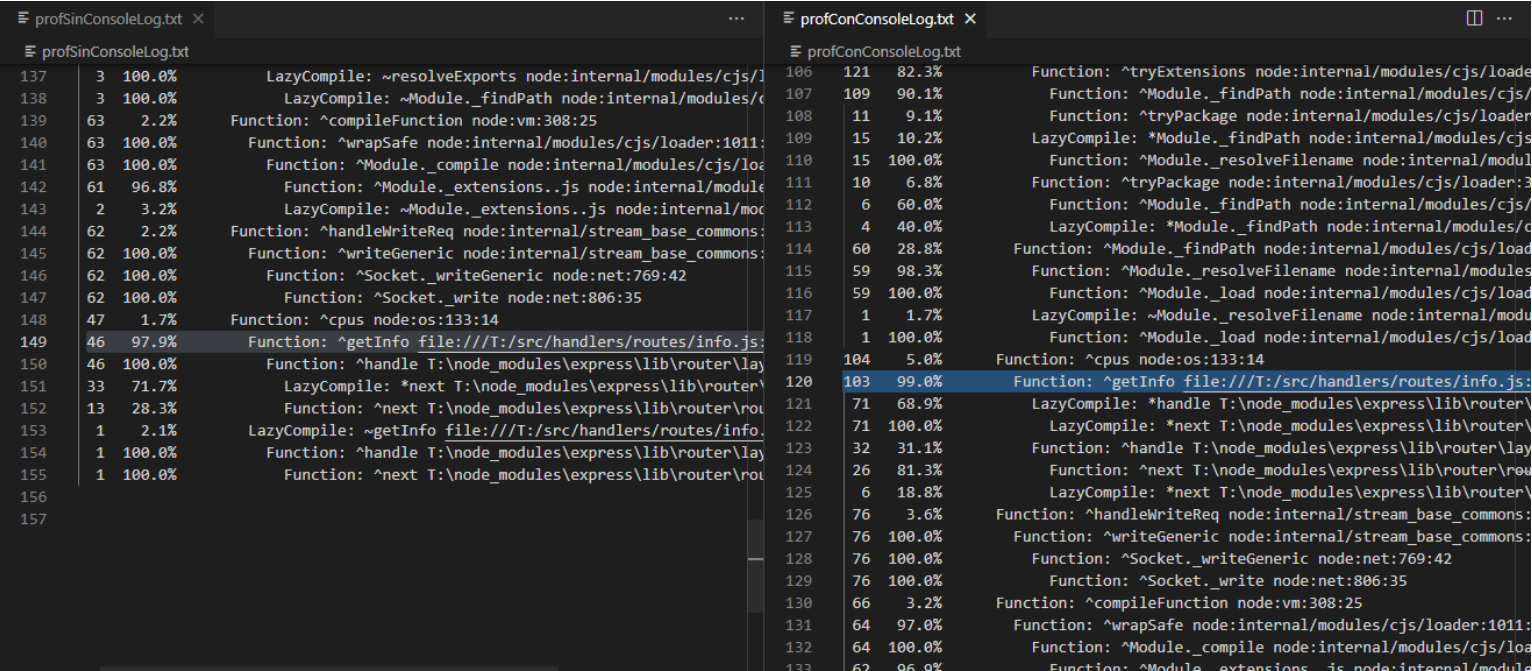 profSinConsoleLog.txt
profSinConsoleLog.txt
137 3 100.0% LazyCompile: ~resolveExports node:internal/modules/cjs/l
138 3 100.0% LazyCompile: ~Module._findPath node:internal/modules/c
139 63 2.2% Function: ^compileFunction node:vm:308:25
140 63 100.0% Function: ^wrapSafe node:internal/modules/cjs/loader:1011:
141 63 100.0% Function: ^Module._compile node:internal/modules/cjs/loa
142 61 96.8% Function: ^Module._extensions..js node:internal/module
143 2 3.2% LazyCompile: ~Module._extensions..js node:internal/mod
144 62 2.2% Function: ^handleWriteReq node:internal/stream_base_commons:
145 62 100.0% Function: ^writeGeneric node:internal/stream_base_commons:
146 62 100.0% Function: ^Socket._writeGeneric node:net:769:42
147 62 100.0% Function: ^Socket._write node:net:806:35
148 47 1.7% Function: ^cpus node:os:133:14
149 46 97.9% Function: ^getInfo file:///T:/src/handlers/routes/info.js:
150 46 100.0% Function: ^handle T:\node_modules\express\lib\router\lay
151 33 71.7% LazyCompile: *next T:\node_modules\express\lib\router\
152 13 28.3% Function: ^next T:\node_modules\express\lib\router\rou
153 1 2.1% LazyCompile: ~getInfo file:///T:/src/handlers/routes/info.
154 1 100.0% Function: ^handle T:\node_modules\express\lib\router\lay
155 1 100.0% Function: ^next T:\node_modules\express\lib\router\rou
156
157
profConConsoleLog.txt
profConConsoleLog.txt
106 121 82.3% Function: ^tryExtensions node:internal/modules/cjs/loade
107 109 90.1% Function: ^Module._findPath node:internal/modules/cjs/
108 11 9.1% Function: ^tryPackage node:internal/modules/cjs/loader
109 15 10.2% LazyCompile: *Module._findPath node:internal/modules/cjs
110 15 100.0% Function: ^Module._resolveFilename node:internal/modul
111 10 6.8% Function: ^tryPackage node:internal/modules/cjs/loader:3
112 6 60.0% Function: ^Module._findPath node:internal/modules/cjs/
113 4 40.0% LazyCompile: *Module._findPath node:internal/modules/c
114 60 28.8% Function: ^Module._findPath node:internal/modules/cjs/load
115 59 98.3% Function: ^Module._resolveFilename node:internal/modules
116 59 100.0% Function: ^Module._load node:internal/modules/cjs/load
117 1 1.7% LazyCompile: ~Module._resolveFilename node:internal/modu
118 1 100.0% Function: ^Module._load node:internal/modules/cjs/load
119 104 5.0% Function: ^cpus node:os:133:14
120 103 99.0% Function: ^getInfo file:///T:/src/handlers/routes/info.js:
121 71 68.9% LazyCompile: *handle T:\node_modules\express\lib\router\
122 71 100.0% LazyCompile: *next T:\node_modules\express\lib\router\
123 32 31.1% Function: ^handle T:\node_modules\express\lib\router\lay
124 26 81.3% Function: ^next T:\node_modules\express\lib\router\rou
125 6 18.8% LazyCompile: *next T:\node_modules\express\lib\router\
126 76 3.6% Function: ^handleWriteReq node:internal/stream_base_commons:
127 76 100.0% Function: ^writeGeneric node:internal/stream_base_commons:
128 76 100.0% Function: ^Socket._writeGeneric node:net:769:42
129 76 100.0% Function: ^Socket._write node:net:806:35
130 66 3.2% Function: ^compileFunction node:vm:308:25
131 64 97.0% Function: ^wrapSafe node:internal/modules/cjs/loader:1011:
132 64 100.0% Function: ^Module._compile node:internal/modules/cjs/loa
133 62 96.9% Function: ^Module._extensions..js node:internal/module